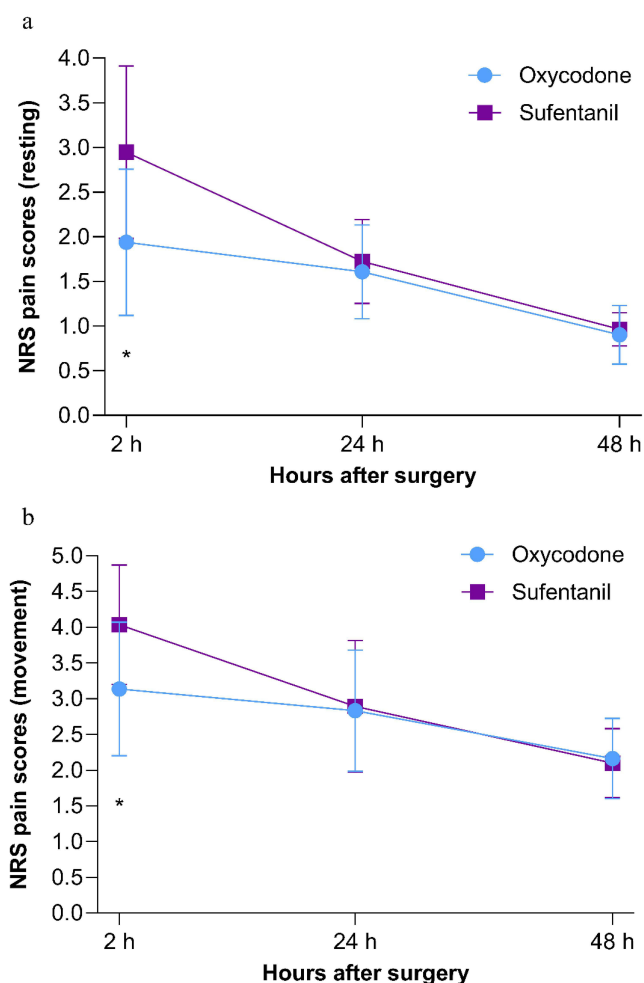 a
4.0
3.5
3.0
2.5
2.0
1.5
1.0
0.5
0.0
NRS pain scores (resting)
Oxycodone
Sufentanil
*
2 h 24 h 48 h
Hours after surgery
b
5.0
4.5
4.0
3.5
3.0
2.5
2.0
1.5
1.0
0.5
0.0
NRS pain scores (movement)
Oxycodone
Sufentanil
*
2 h 24 h 48 h
Hours after surgery